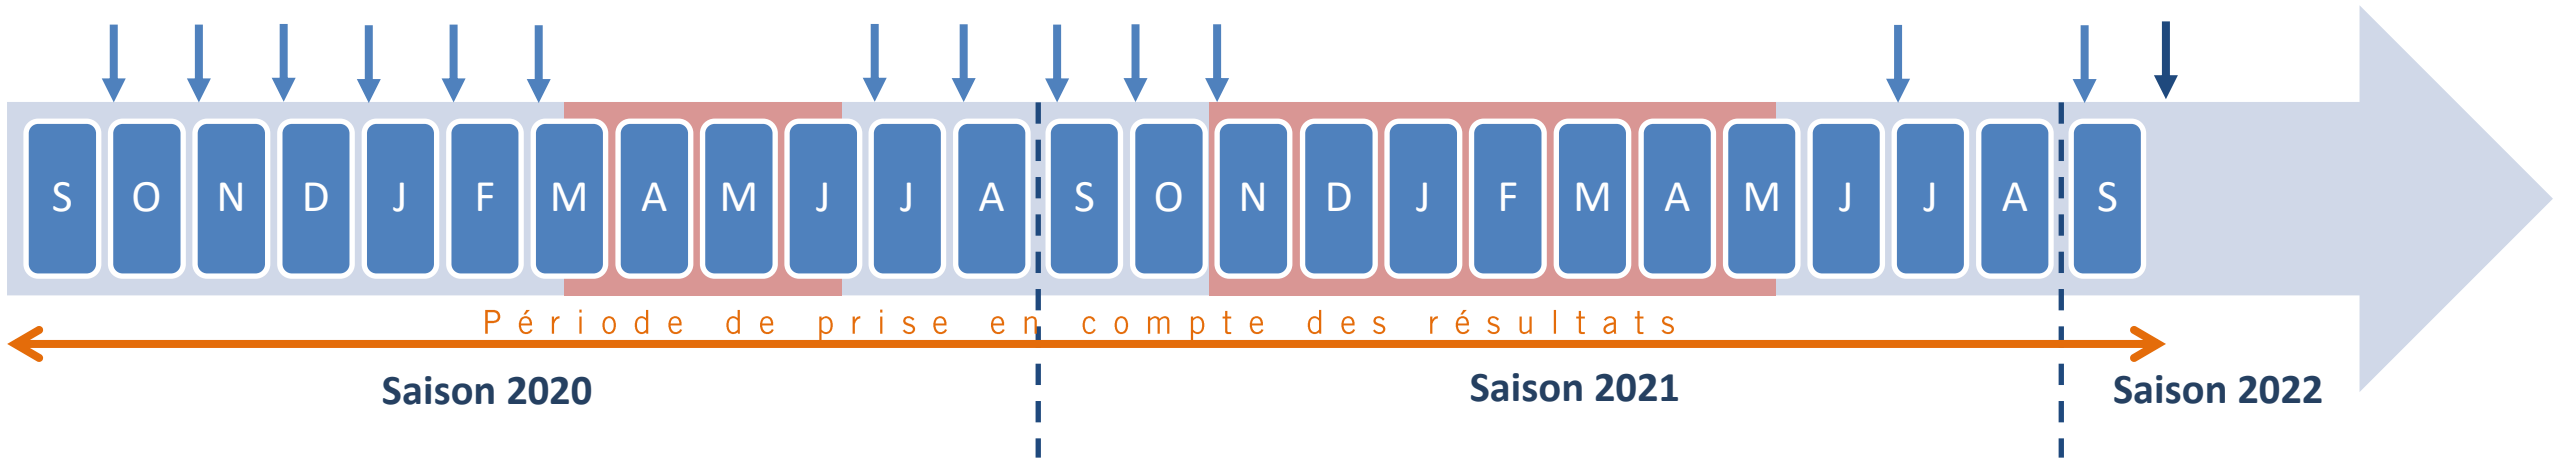 S O N D J F M A M J J A S O N D J F M A M J J A S
Période de prise en compte des résultats
Saison 2020 Saison 2021 Saison 2022